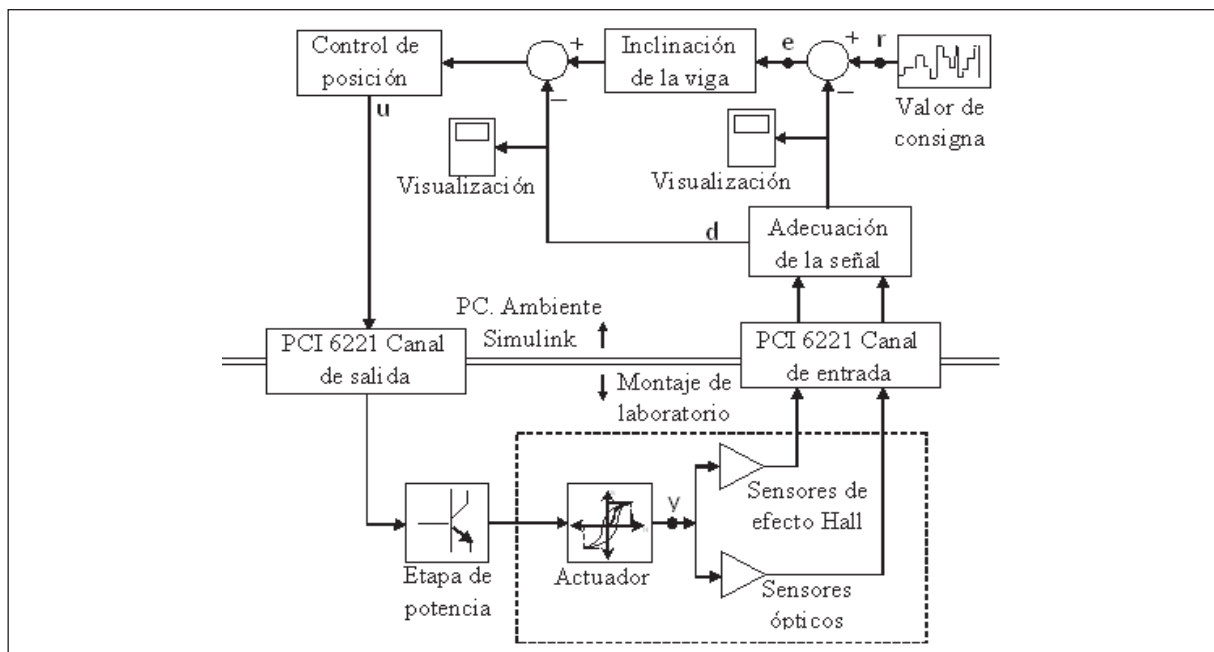 Control de
posición
+
Inclinación
de la viga
e
+
r
Valor de
consigna
u
−
−
Visualización
Visualización
d
Adecuación
de la señal
PC. Ambiente
Simulink
PCI 6221 Canal
de salida
PCI 6221 Canal
de entrada
Montaje de
laboratorio
Etapa de
potencia
Actuador
y
Sensores de
efecto Hall
Sensores
ópticos